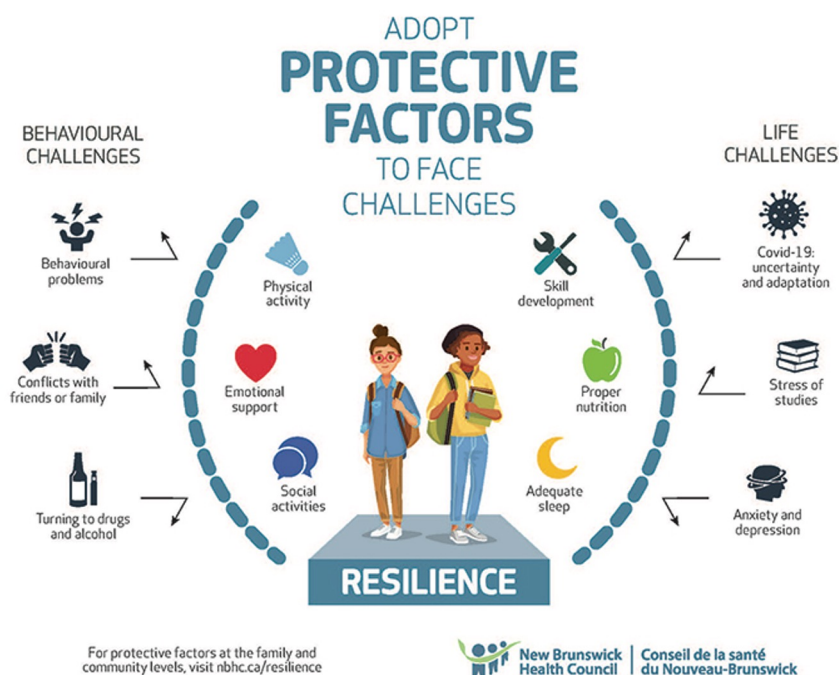 ADOPT
PROTECTIVE
FACTORS
TO FACE
CHALLENGES
BEHAVIOURAL
CHALLENGES
Behavioural
problems
Conflicts with
friends or family
Turning to drugs
and alcohol
Physical
activity
Emotional
support
Social
activities
Skill
development
Proper
nutrition
Adequate
sleep
LIFE
CHALLENGES
Covid-19:
uncertainty
and adaptation
Stress of
studies
Anxiety and
depression
RESILIENCE
For protective factors at the family and
community levels, visit nbhc.ca/resilience
New Brunswick
Health Council
Conseil de la santé
du Nouveau-Brunswick